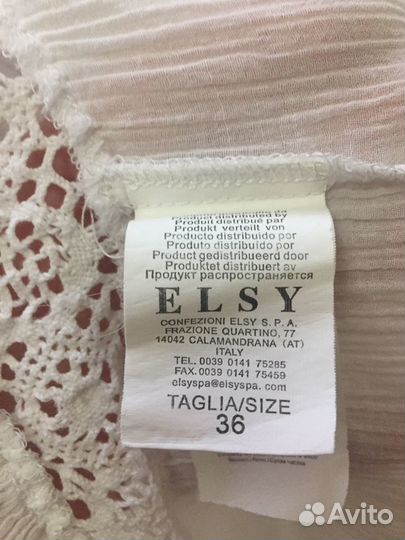 Product distributed by
Produit distribué par
Produkt verteilt von
Producto distribuido por
Produto distribuído por
Product gedistribueerd door
Produktet distribuert av
Продукт распространяется
ELSY
CONFEZIONI ELSY S.P.A.
FRAZIONE QUARTINO, 77
14042 CALAMANDRANA (AT)
ITALY
TEL. 0039 0141 75285
FAX. 0039 0141 75459
elsyspa@elsyspa.com
TAGLIA/SIZE
36
Avito